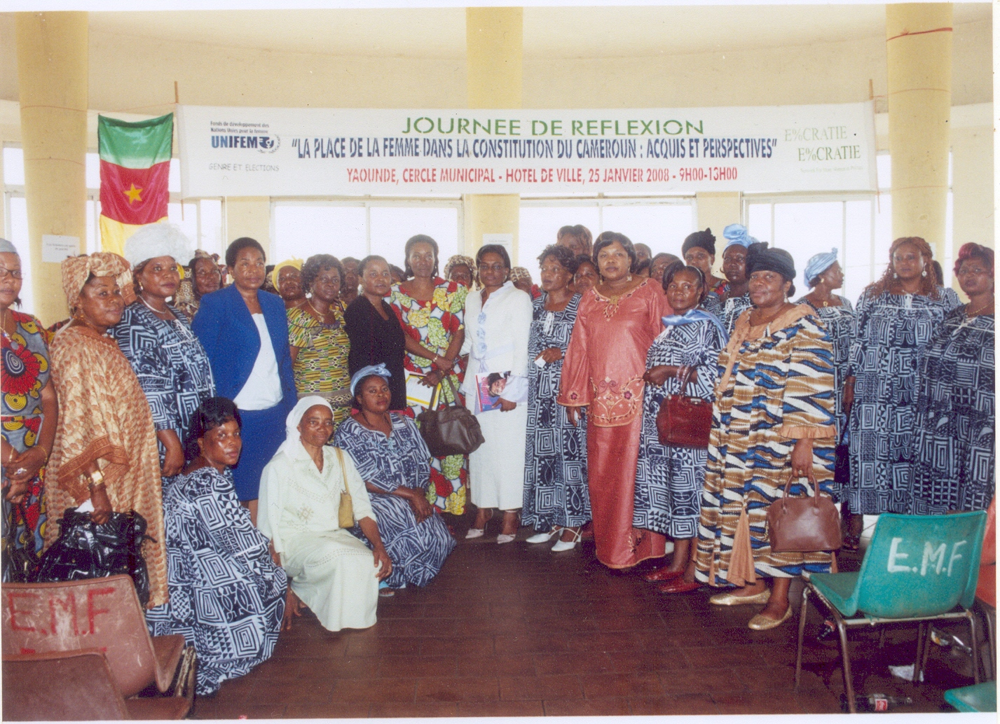 Fonds de développement des
Nations Unies pour la femme
UNIFEM
GENRE ET ELECTIONS
JOURNEE DE REFLEXION
"LA PLACE DE LA FEMME DANS LA CONSTITUTION DU CAMEROUN : ACQUIS ET PERSPECTIVES"
YAOUNDE, CERCLE MUNICIPAL - HOTEL DE VILLE, 25 JANVIER 2008 - 9H00-13H00
E%CRATIE
E%CRATIE
E.M.F
E.M.F